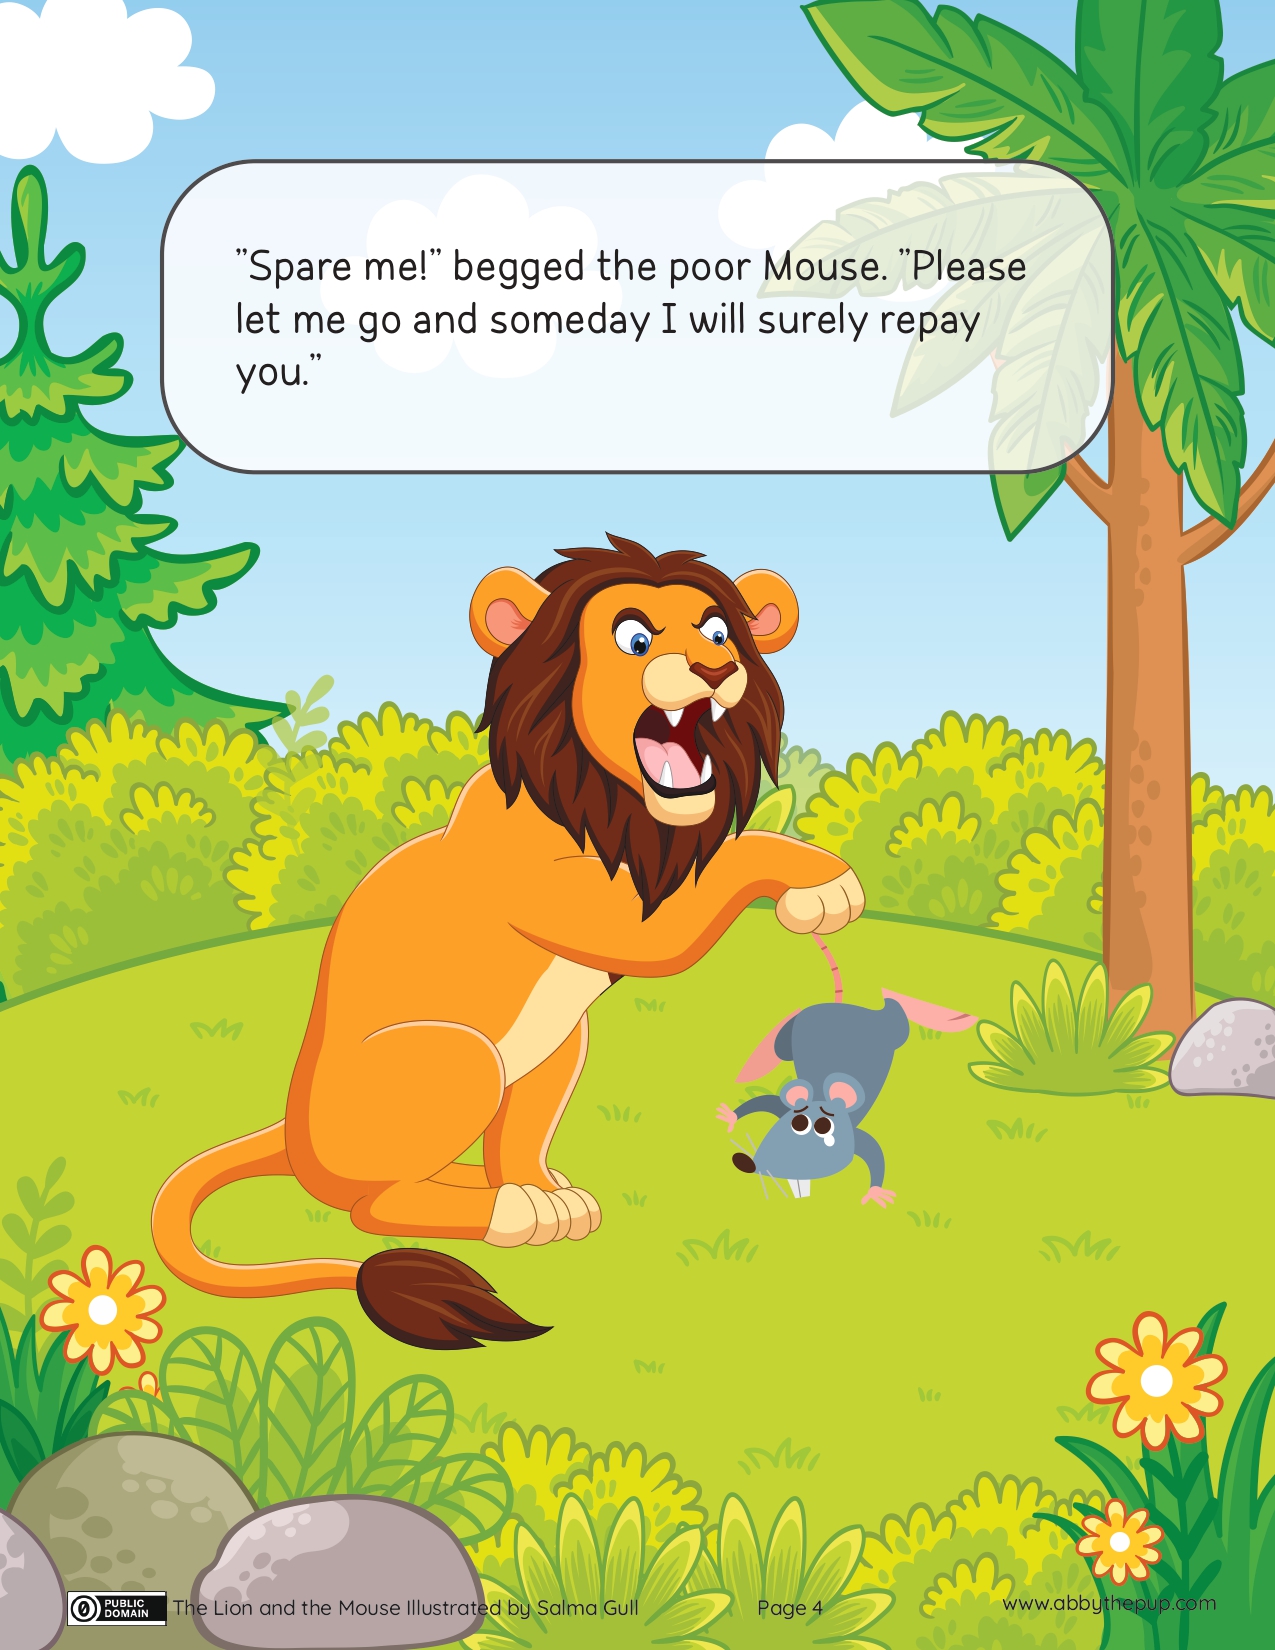 ”Spare me!” begged the poor Mouse. ”Please
let me go and someday I will surely repay
you.”
PUBLIC
DOMAIN
The Lion and the Mouse Illustrated by Salma Gull
Page 4
www.abbythepup.com